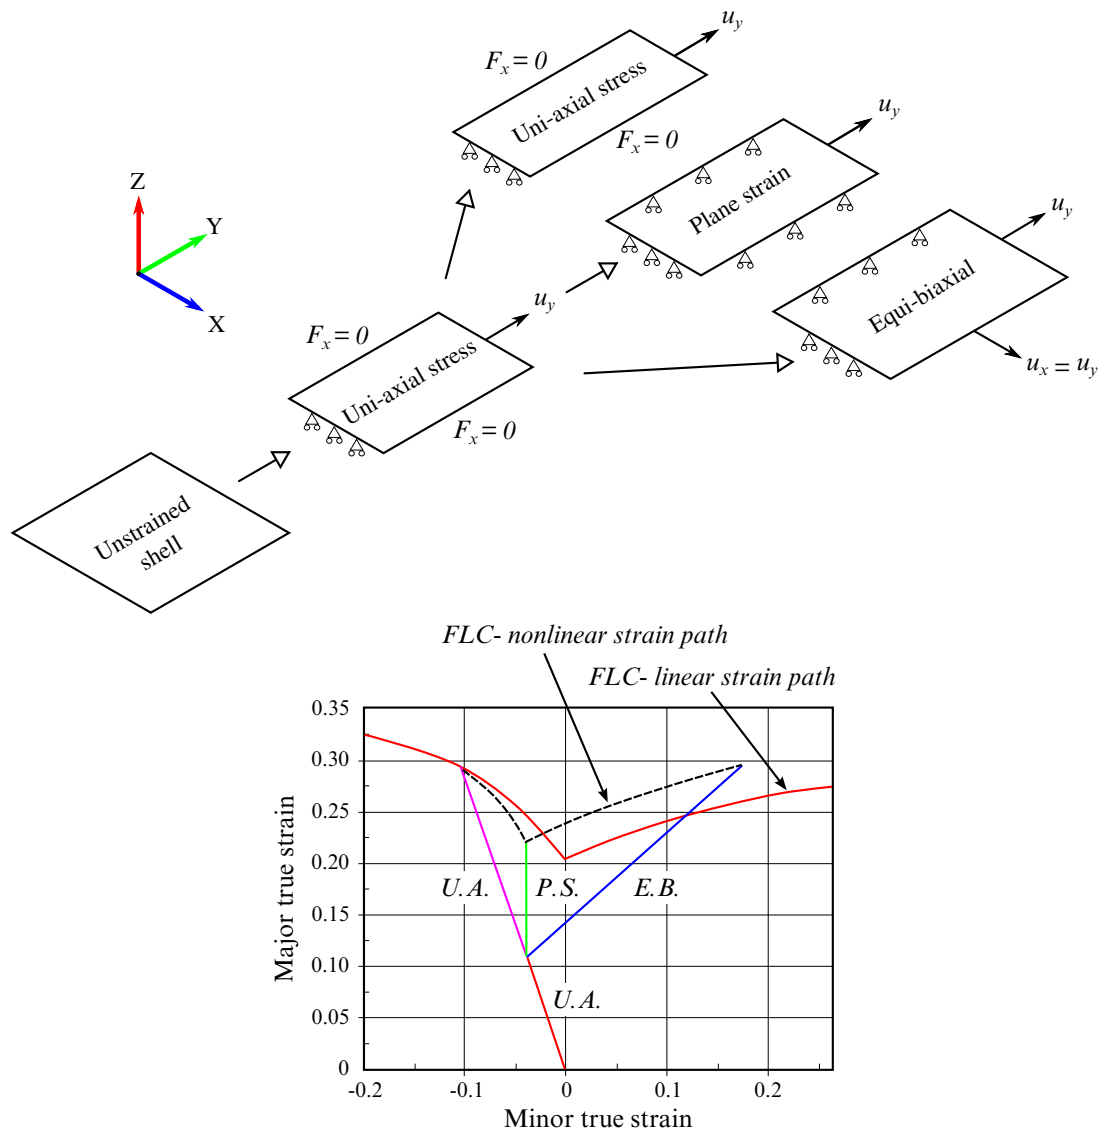 u_y
F_x = 0
Uni-axial stress
F_x = 0
u_y
Plane strain
u_y
Equi-biaxial
u_x = u_y
Z
Y
X
u_y
F_x = 0
Uni-axial stress
F_x = 0
Unstrained
shell
FLC- nonlinear strain path
FLC- linear strain path
0.35
0.30
0.25
0.20
0.15
0.10
0.05
0
Major true strain
U.A.
P.S.
E.B.
U.A.
-0.2
-0.1
0
0.1
0.2
Minor true strain